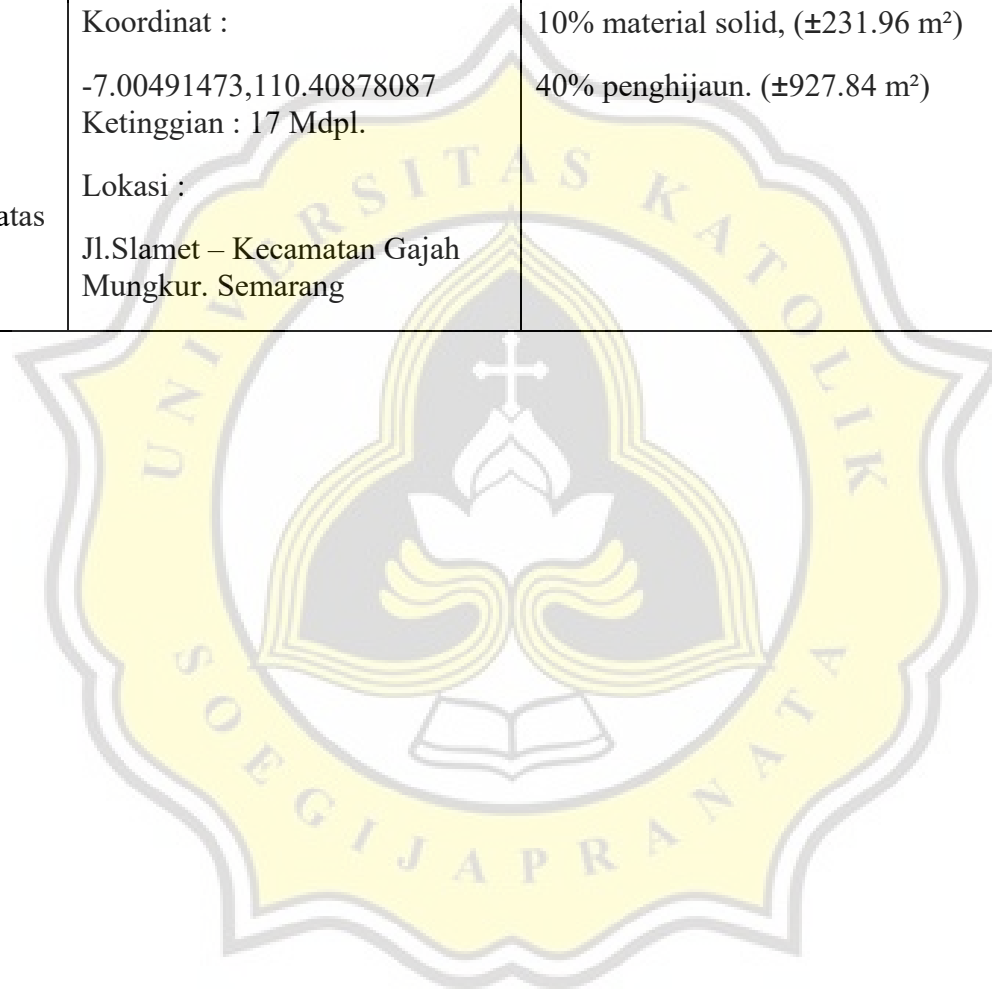 Koordinat :
-7.00491473,110.40878087
Ketinggian : 17 Mdpl.
Lokasi :
Jl.Slamet – Kecamatan Gajah
Mungkur. Semarang
10% material solid, (±231.96 m²)
40% penghijaun. (±927.84 m²)
atas
UNIVERSITAS KATOLIK
SOEGIJAPRANATA